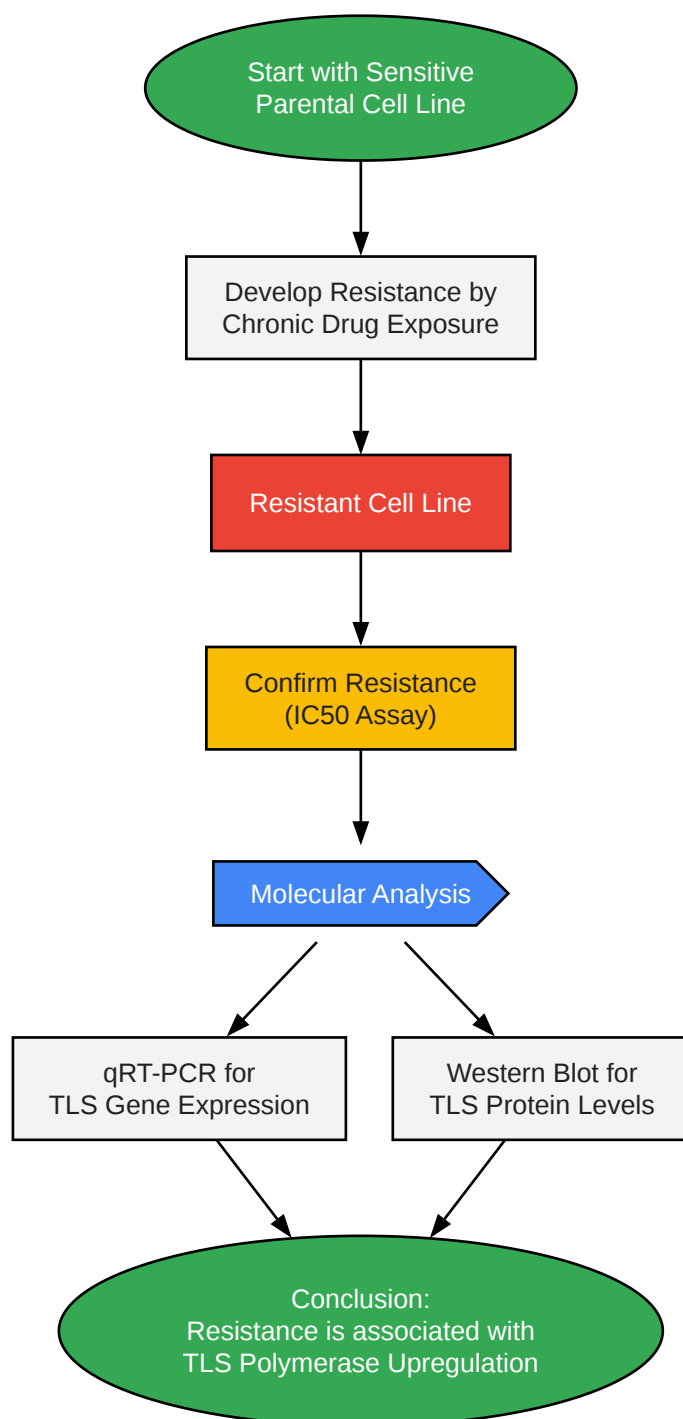 Start with Sensitive
Parental Cell Line
Develop Resistance by
Chronic Drug Exposure
Resistant Cell Line
Confirm Resistance
(IC50 Assay)
Molecular Analysis
qRT-PCR for
TLS Gene Expression
Western Blot for
TLS Protein Levels
Conclusion:
Resistance is associated with
TLS Polymerase Upregulation